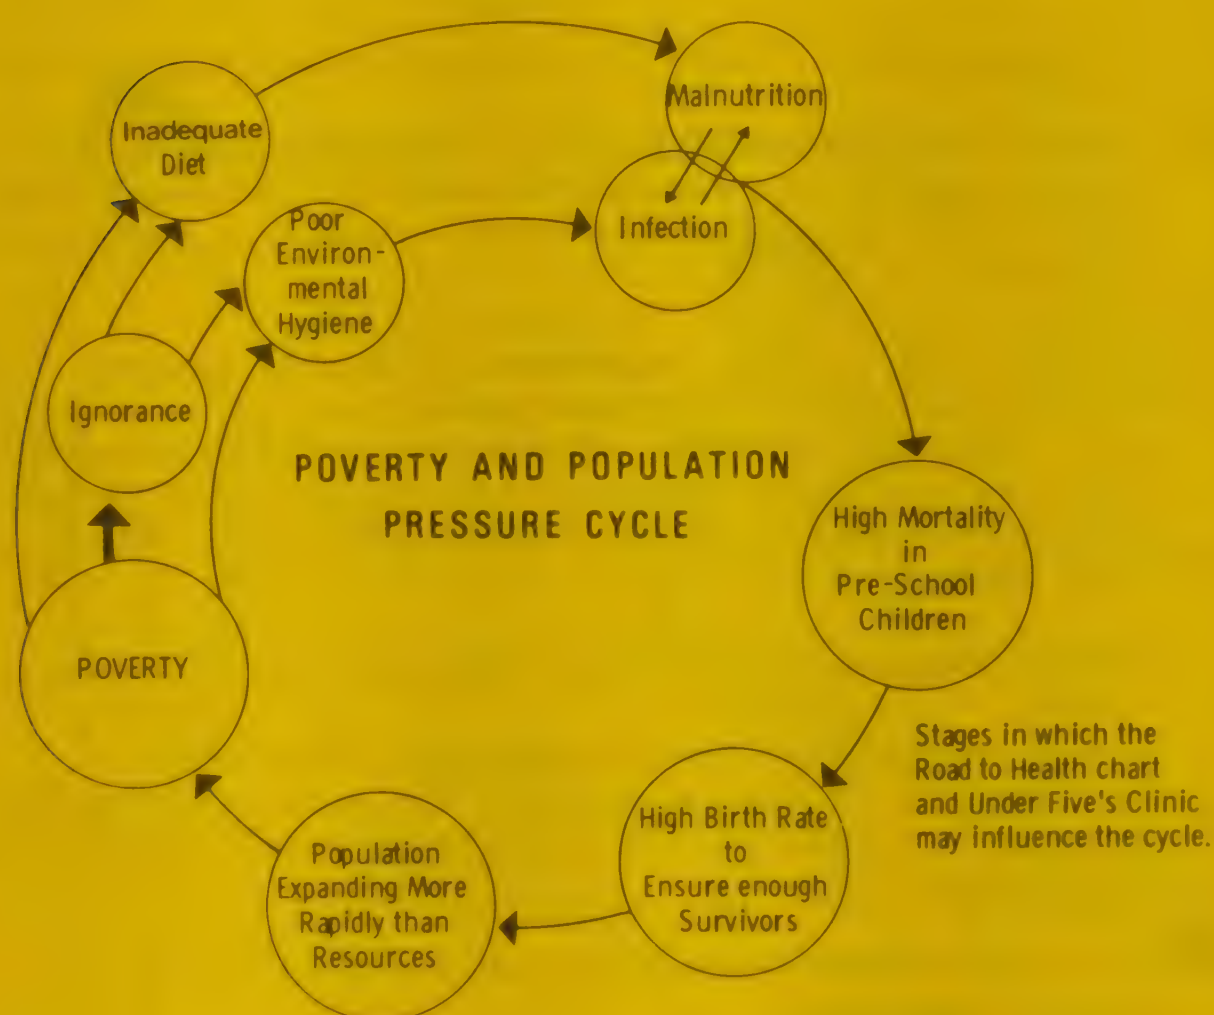 Malnutrition
Inadequate
Diet
Poor
Environ-
mental
Hygiene
Infection
Ignorance
POVERTY AND POPULATION
PRESSURE CYCLE
High Mortality
in
Pre-School
Children
POVERTY
Stages in which the
Road to Health chart
and Under Five's Clinic
may influence the cycle.
High Birth Rate
to
Ensure enough
Survivors
Population
Expanding More
Rapidly than
Resources